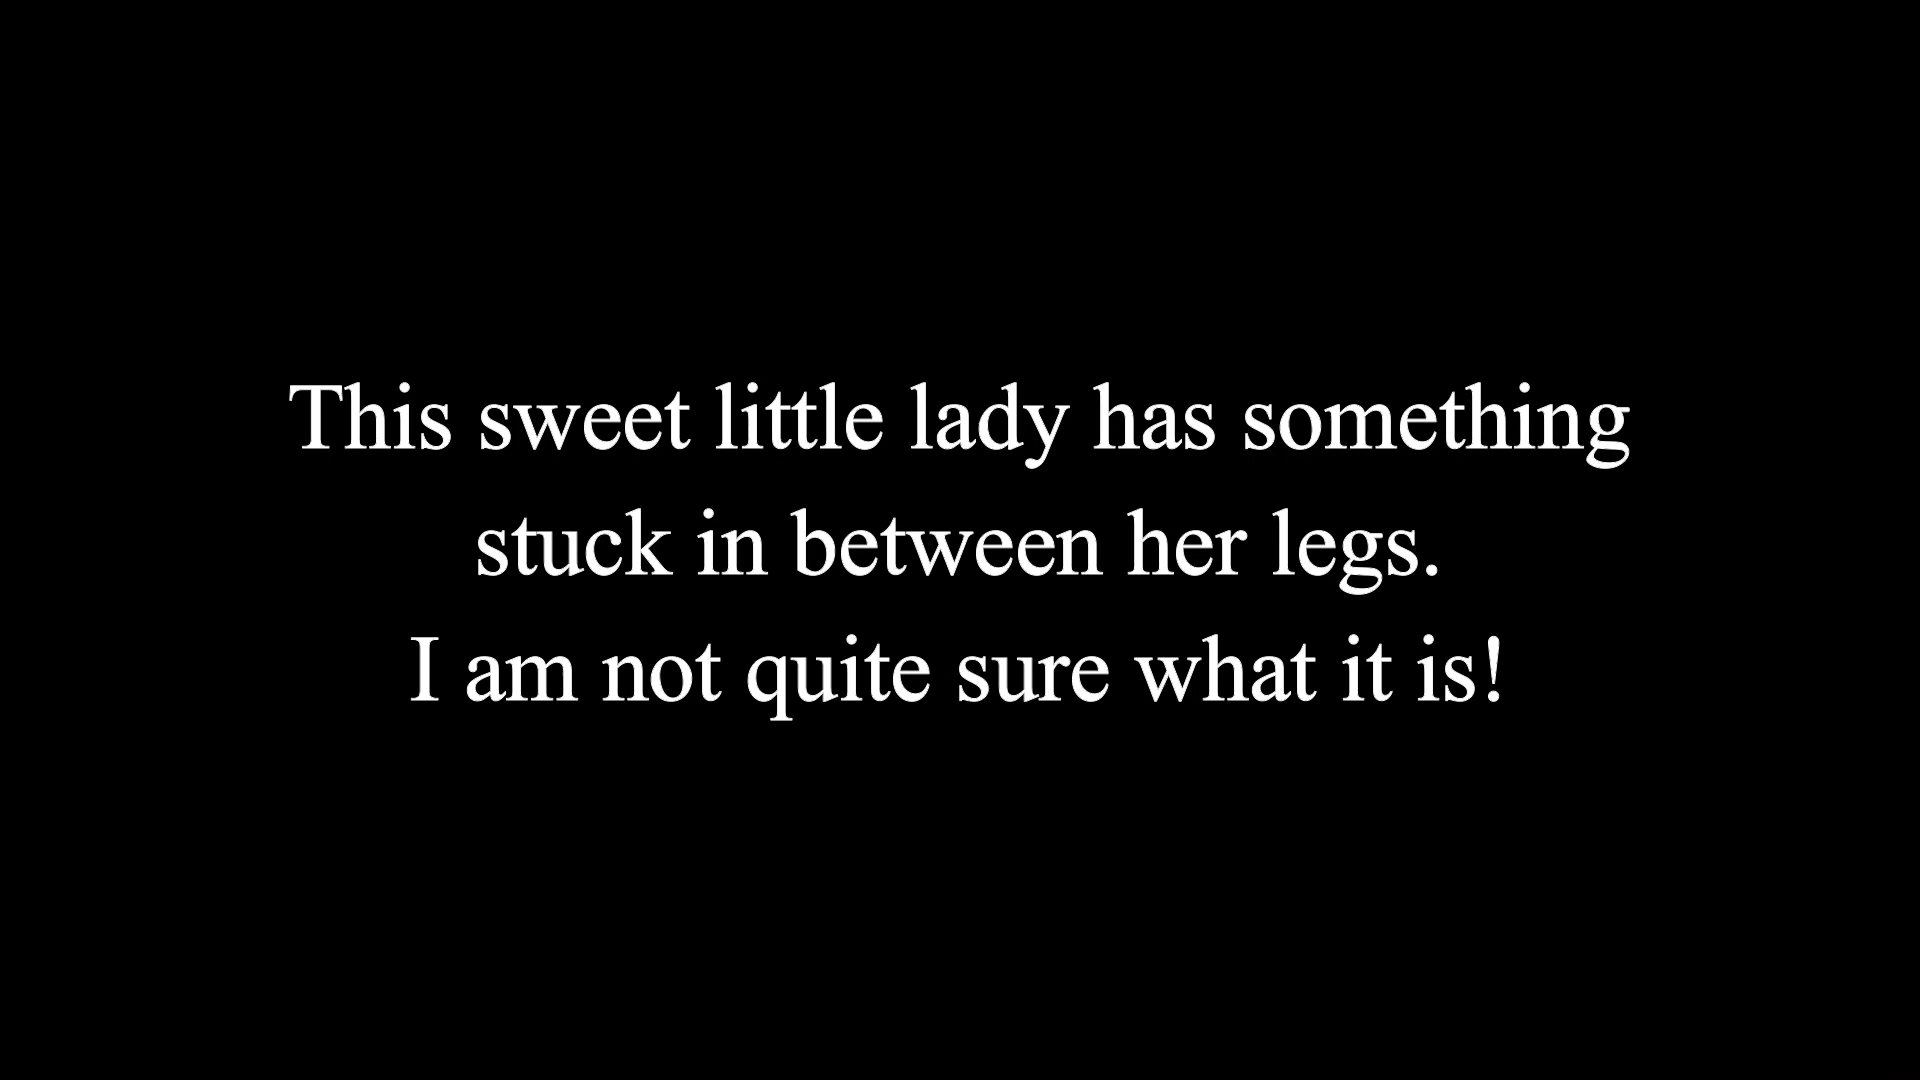 This sweet little lady has something
stuck in between her legs.
I am not quite sure what it is!